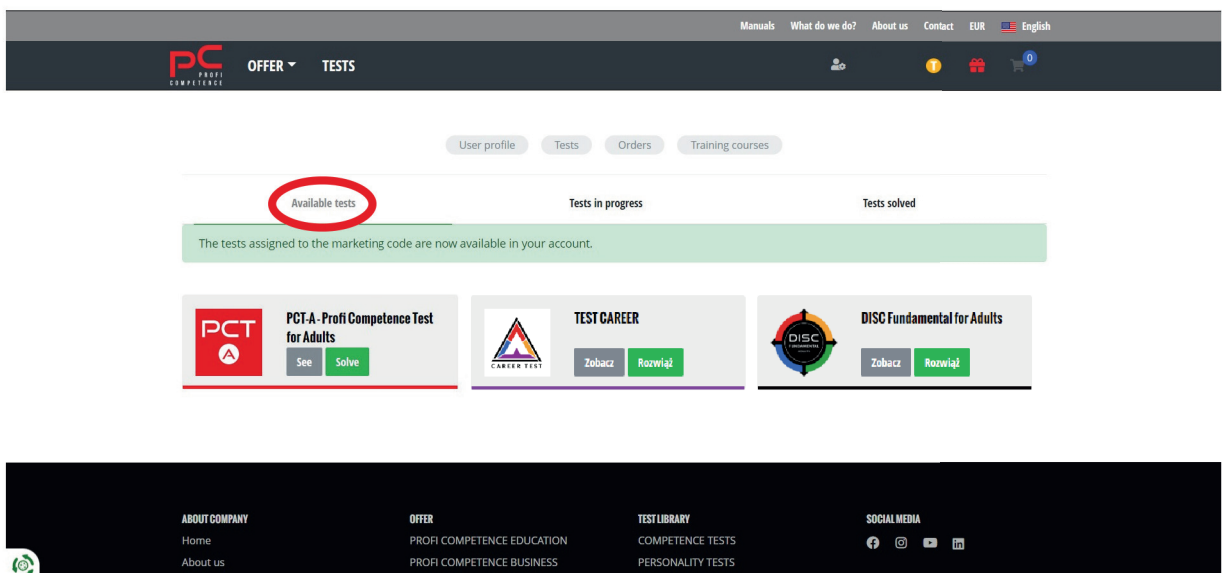 Manuals What do we do? About us Contact EUR English
PC
PROFI
COMPETENCE
OFFER TESTS
T
0
User profile Tests Orders Training courses
Available tests Tests in progress Tests solved
The tests assigned to the marketing code are now available in your account.
PCT
A
PCT-A - Profi Competence Test
for Adults
See Solve
CAREER TEST
TEST CAREER
Zobacz Rozwiąż
DISC
FUNDAMENTAL
DISC Fundamental for Adults
Zobacz Rozwiąż
ABOUT COMPANY OFFER TEST LIBRARY SOCIAL MEDIA
Home PROFI COMPETENCE EDUCATION COMPETENCE TESTS
About us PROFI COMPETENCE BUSINESS PERSONALITY TESTS